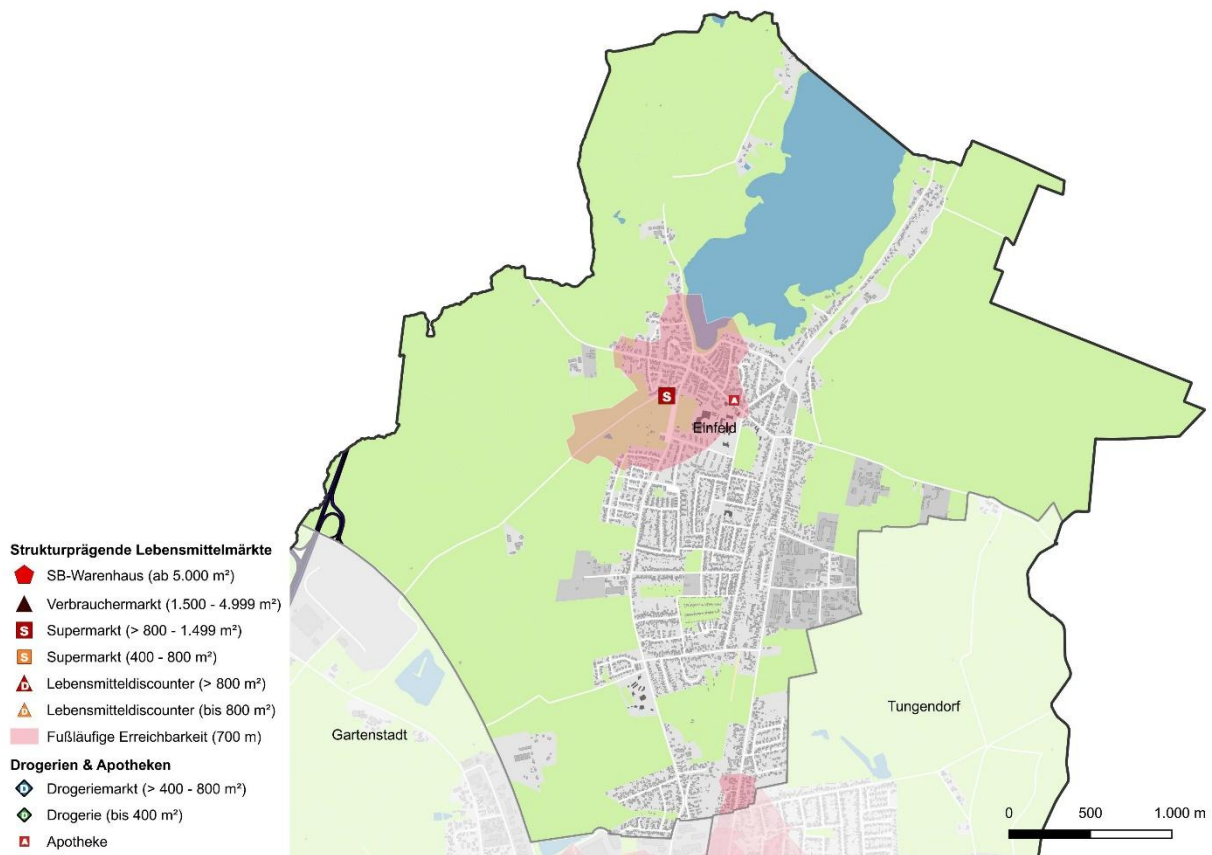 S
A
Einfeld
Strukturprägende Lebensmittelmärkte
SB-Warenhaus (ab 5.000 m²)
Verbrauchermarkt (1.500 - 4.999 m²)
S Supermarkt (> 800 - 1.499 m²)
S Supermarkt (400 - 800 m²)
D Lebensmitteldiscounter (> 800 m²)
D Lebensmitteldiscounter (bis 800 m²)
Fußläufige Erreichbarkeit (700 m)
Drogerien & Apotheken
D Drogeriemarkt (> 400 - 800 m²)
D Drogerie (bis 400 m²)
A Apotheke
Gartenstadt
Tungendorf
0 500 1.000 m